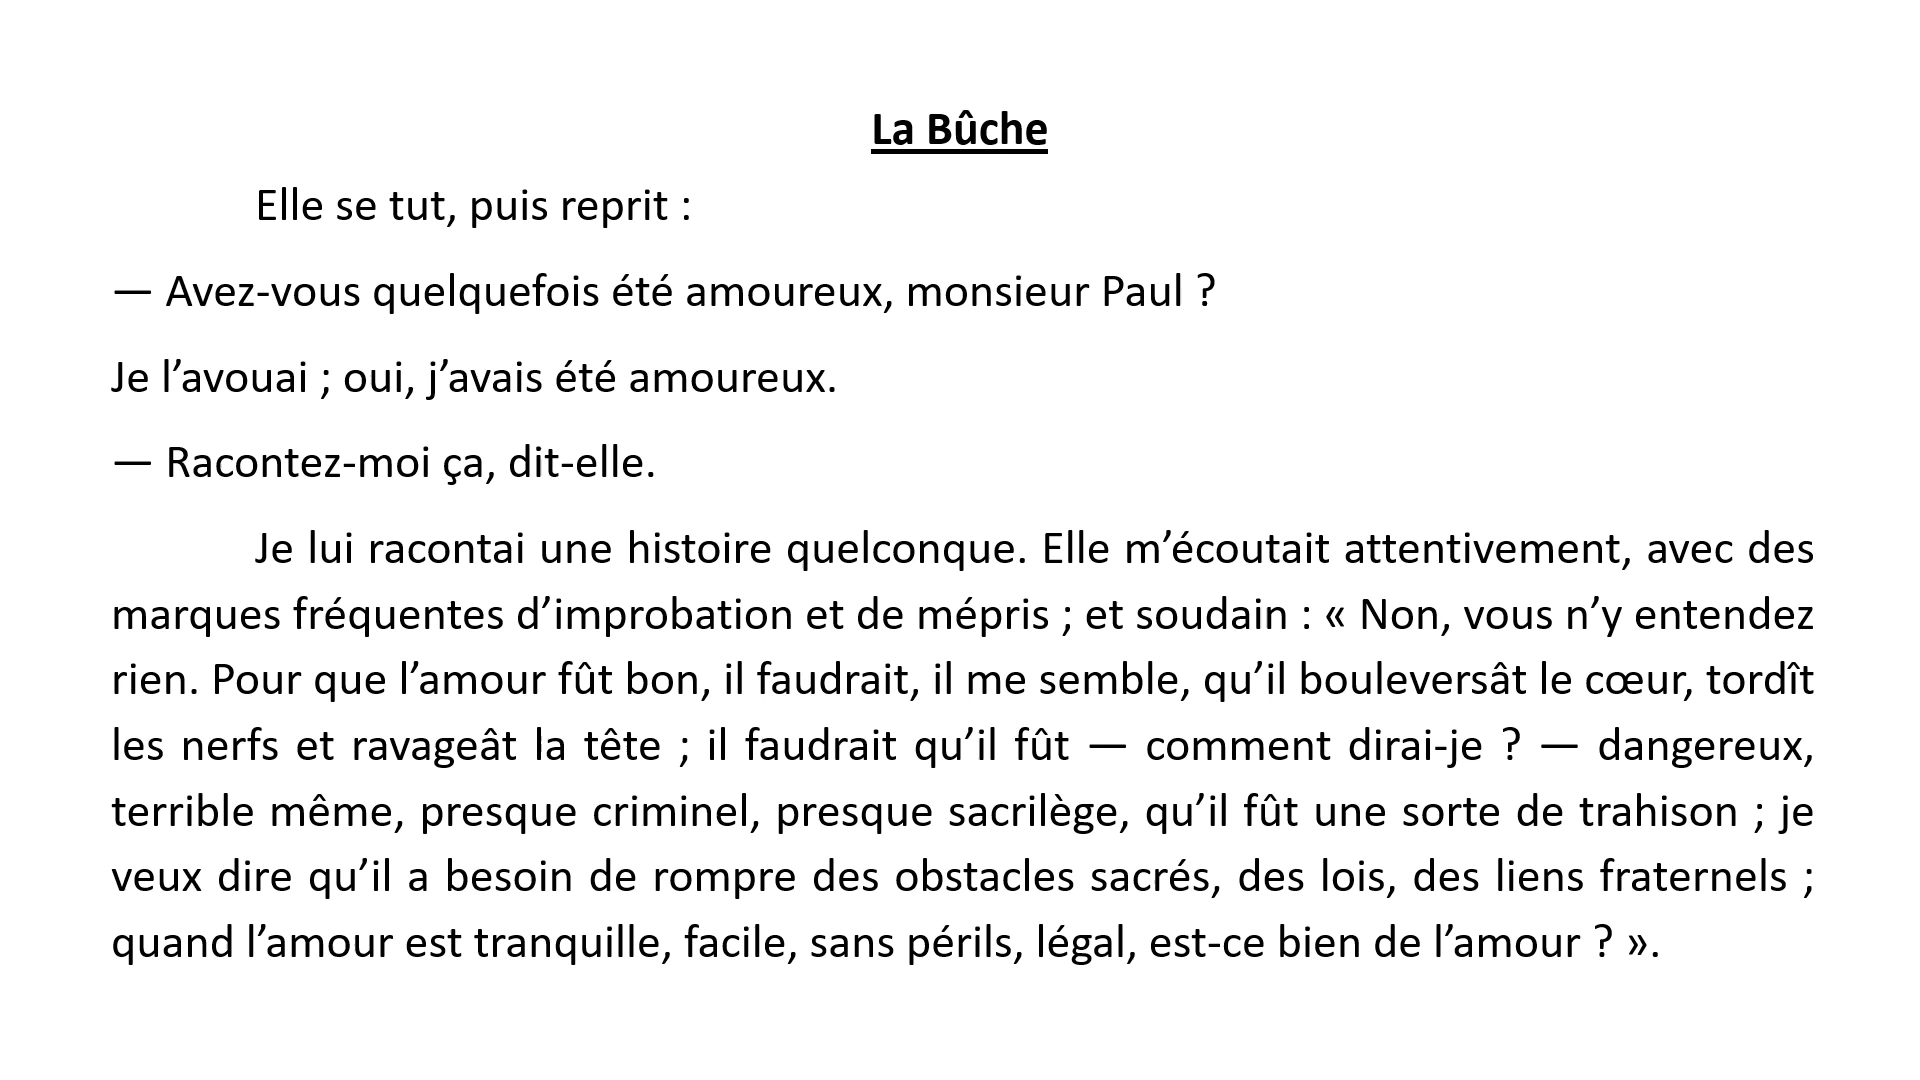 La Bûche
Elle se tut, puis reprit :
— Avez-vous quelquefois été amoureux, monsieur Paul ?
Je l’avouai ; oui, j’avais été amoureux.
— Racontez-moi ça, dit-elle.
Je lui racontai une histoire quelconque. Elle m’écoutait attentivement, avec des
marques fréquentes d’improbation et de mépris ; et soudain : « Non, vous n’y entendez
rien. Pour que l’amour fût bon, il faudrait, il me semble, qu’il bouleversât le cœur, tordît
les nerfs et ravageât la tête ; il faudrait qu’il fût — comment dirai-je ? — dangereux,
terrible même, presque criminel, presque sacrilège, qu’il fût une sorte de trahison ; je
veux dire qu’il a besoin de rompre des obstacles sacrés, des lois, des liens fraternels ;
quand l’amour est tranquille, facile, sans périls, légal, est-ce bien de l’amour ? ».